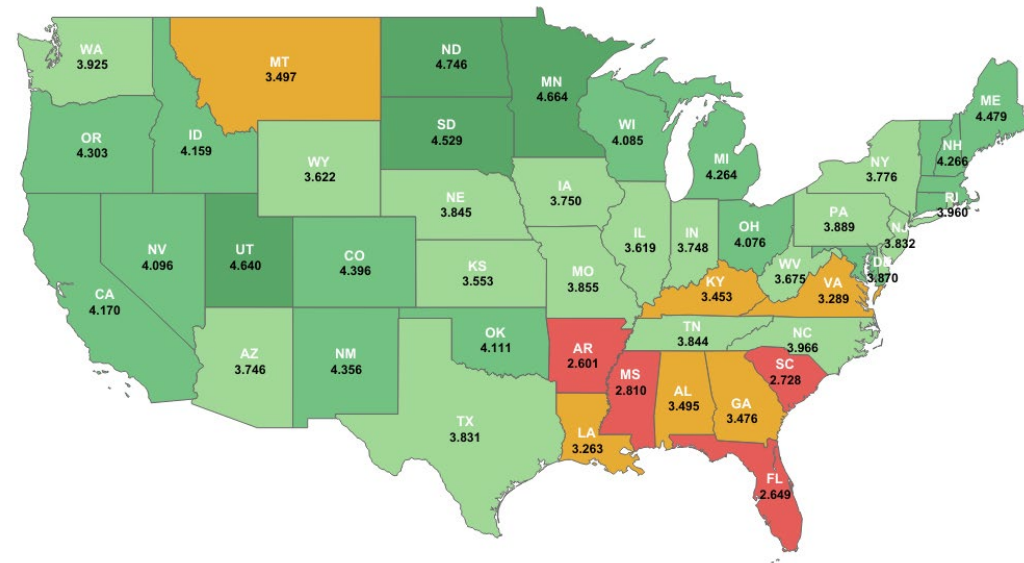 WA
3.925
MT
3.497
ND
4.746
MN
4.664
ME
4.479
OR
4.303
ID
4.159
SD
4.529
WI
4.085
MI
4.264
NH
4.266
NY
3.776
WY
3.622
IA
3.750
RI
3.960
NE
3.845
PA
3.889
NJ
3.832
NV
4.096
UT
4.640
CO
4.396
IL
3.619
IN
3.748
OH
4.076
WV
3.675
DE
3.870
KS
3.553
MO
3.855
KY
3.453
VA
3.289
CA
4.170
OK
4.111
TN
3.844
NC
3.966
AZ
3.746
NM
4.356
AR
2.601
MS
2.810
SC
2.728
AL
3.495
GA
3.476
TX
3.831
LA
3.263
FL
2.649